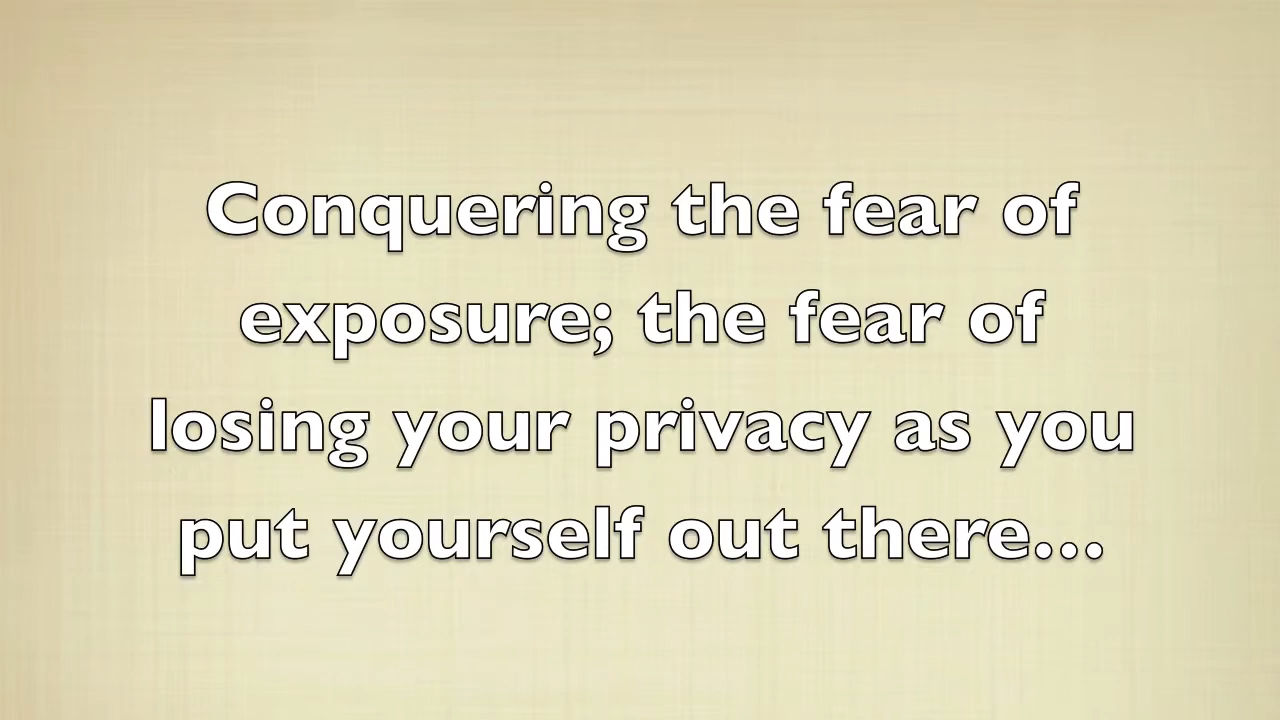 Conquering the fear of
exposure; the fear of
losing your privacy as you
put yourself out there...